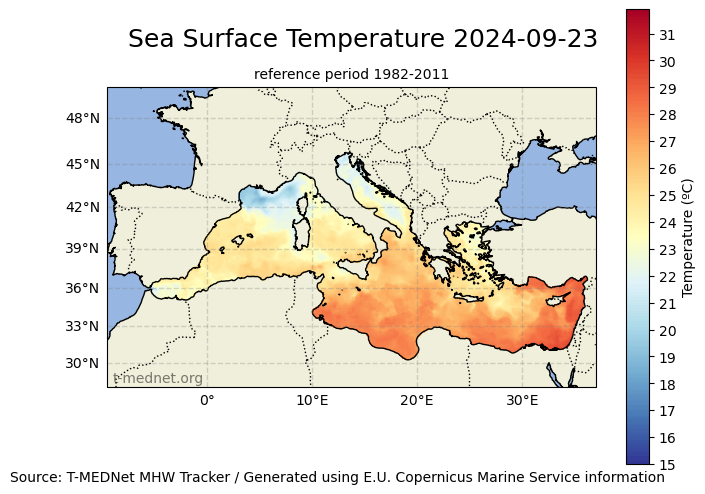 Sea Surface Temperature 2024-09-23
reference period 1982-2011
48°N
45°N
42°N
39°N
36°N
33°N
30°N
t-mednet.org
0°
10°E
20°E
30°E
31
30
29
28
27
26
25
24
23
22
21
20
19
18
17
16
15
Temperature (ºC)
Source: T-MEDNet MHW Tracker / Generated using E.U. Copernicus Marine Service information